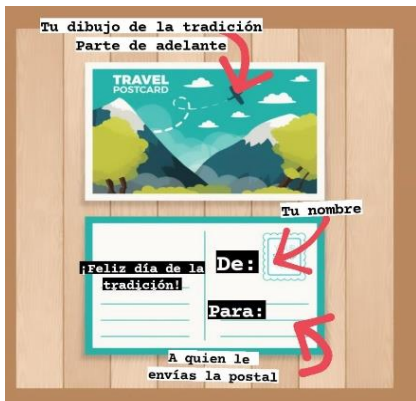 Tu dibujo de la tradición
Parte de adelante
TRAVEL
POSTCARD
Tu nombre
¡Feliz día de la
tradición!
De:
Para:
A quien le
envías la postal